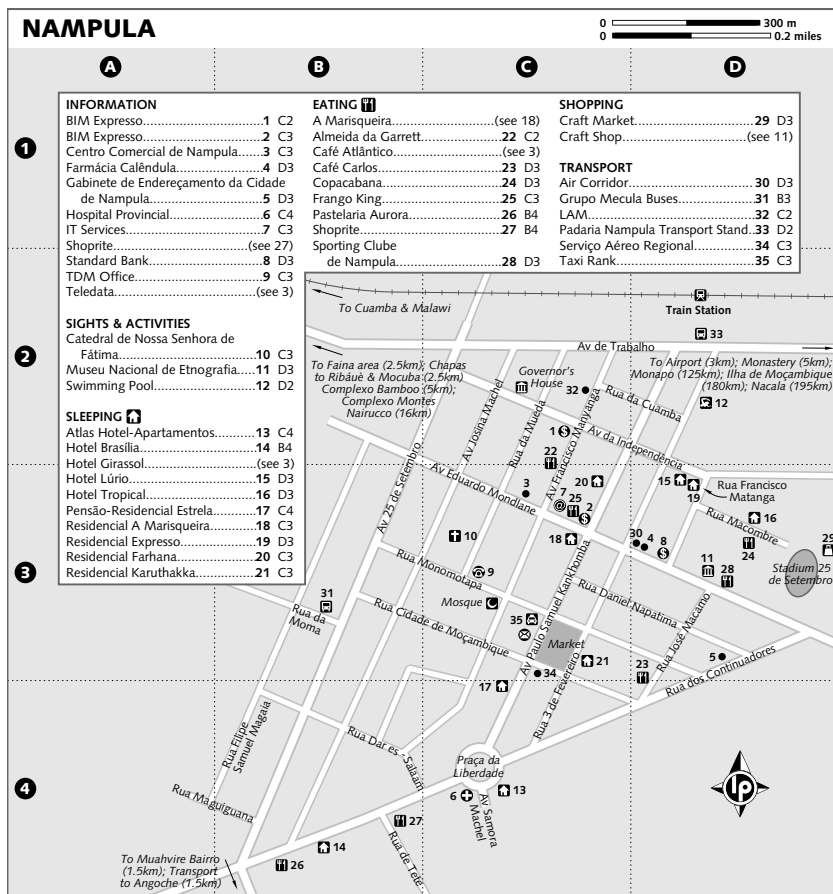 NAMPULA
0 300 m
0 0.2 miles
A B C D
1
2
3
4
INFORMATION
BIM Expresso 1 C2
BIM Expresso 2 C3
Centro Comercial de Nampula 3 C3
Farmácia Calêndula 4 D3
Gabinete de Endereçamento da Cidade
de Nampula 5 D3
Hospital Provincial 6 C4
IT Services 7 C3
Shoprite (see 27)
Standard Bank 8 D3
TDM Office 9 C3
Teledata (see 3)
SIGHTS & ACTIVITIES
Catedral de Nossa Senhora de
Fátima 10 C3
Museu Nacional de Etnografia 11 D3
Swimming Pool 12 D2
SLEEPING
Atlas Hotel-Apartamentos 13 C4
Hotel Brasília 14 B4
Hotel Girassol (see 3)
Hotel Lúrio 15 D3
Hotel Tropical 16 D3
Pensão-Residencial Estrela 17 C4
Residencial A Marisqueira 18 C3
Residencial Expresso 19 D3
Residencial Farhana 20 C3
Residencial Karuthakka 21 C3
EATING
A Marisqueira (see 18)
Almeida da Garrett 22 C2
Café Atlântico (see 3)
Café Carlos 23 D3
Copacabana 24 D3
Frango King 25 C3
Pastelaria Aurora 26 B4
Shoprite 27 B4
Sporting Clube
de Nampula 28 D3
SHOPPING
Craft Market 29 D3
Craft Shop (see 11)
TRANSPORT
Air Corridor 30 D3
Grupo Mecula Buses 31 B3
LAM 32 C2
Padaria Nampula Transport Stand 33 D2
Serviço Aéreo Regional 34 C3
Taxi Rank 35 C3
To Cuamba & Malawi
Train Station
33
Av de Trabalho
To Faina area (2.5km); Chapas
to Ribáuè & Mocuba (2.5km)
Complexo Bamboo (5km);
Complexo Montes
Nairucco (16km)
Governor's
House
To Airport (3km); Monastery (5km);
Monapo (125km); Ilha de Moçambique
(180km); Nacala (195km)
32
12
Rua da Cuamba
Av Josina Machel
Rua da Mueda
Av Francisco Manyanga
1
Av da Independência
22
Av 25 de Setembro
Av Eduardo Mondlane
3
7
@
25
2
20
15
19
Rua Francisco
Matanga
16
Rua Macombre
24
29
10
18
30
4
8
11
28
Stadium 25
de Setembro
Rua Monomotapa
9
Mosque
Av Paulo Samuel Kankhomba
Rua Daniel Napatima
31
Rua da
Moma
Rua Cidade de Moçambique
35
Market
21
Rua José Macamo
5
23
Rua dos Continuadores
34
17
Rua 3 de Fevereiro
Rua Filipe
Samuel Magaia
Rua Dar es - Salaam
Praça da
Liberdade
Rua Maguiguana
6
13
Av Samora
Machel
27
14
Rua de Tete
26
To Muahvire Bairro
(1.5km); Transport
to Angoche (1.5km)
lp